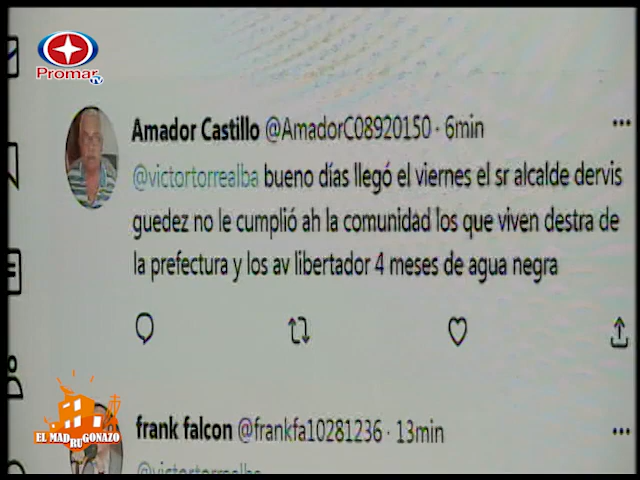 Promar
tv
Amador Castillo @AmadorC08920150 · 6min
@victortorrealba bueno días llegó el viernes el sr alcalde dervis
guedez no le cumplió ah la comunidad los que viven destra de
la prefectura y los av libertador 4 meses de agua negra
EL MADRUGONAZO
frank falcon @frankfa10281236 · 13min
@victortorrealba